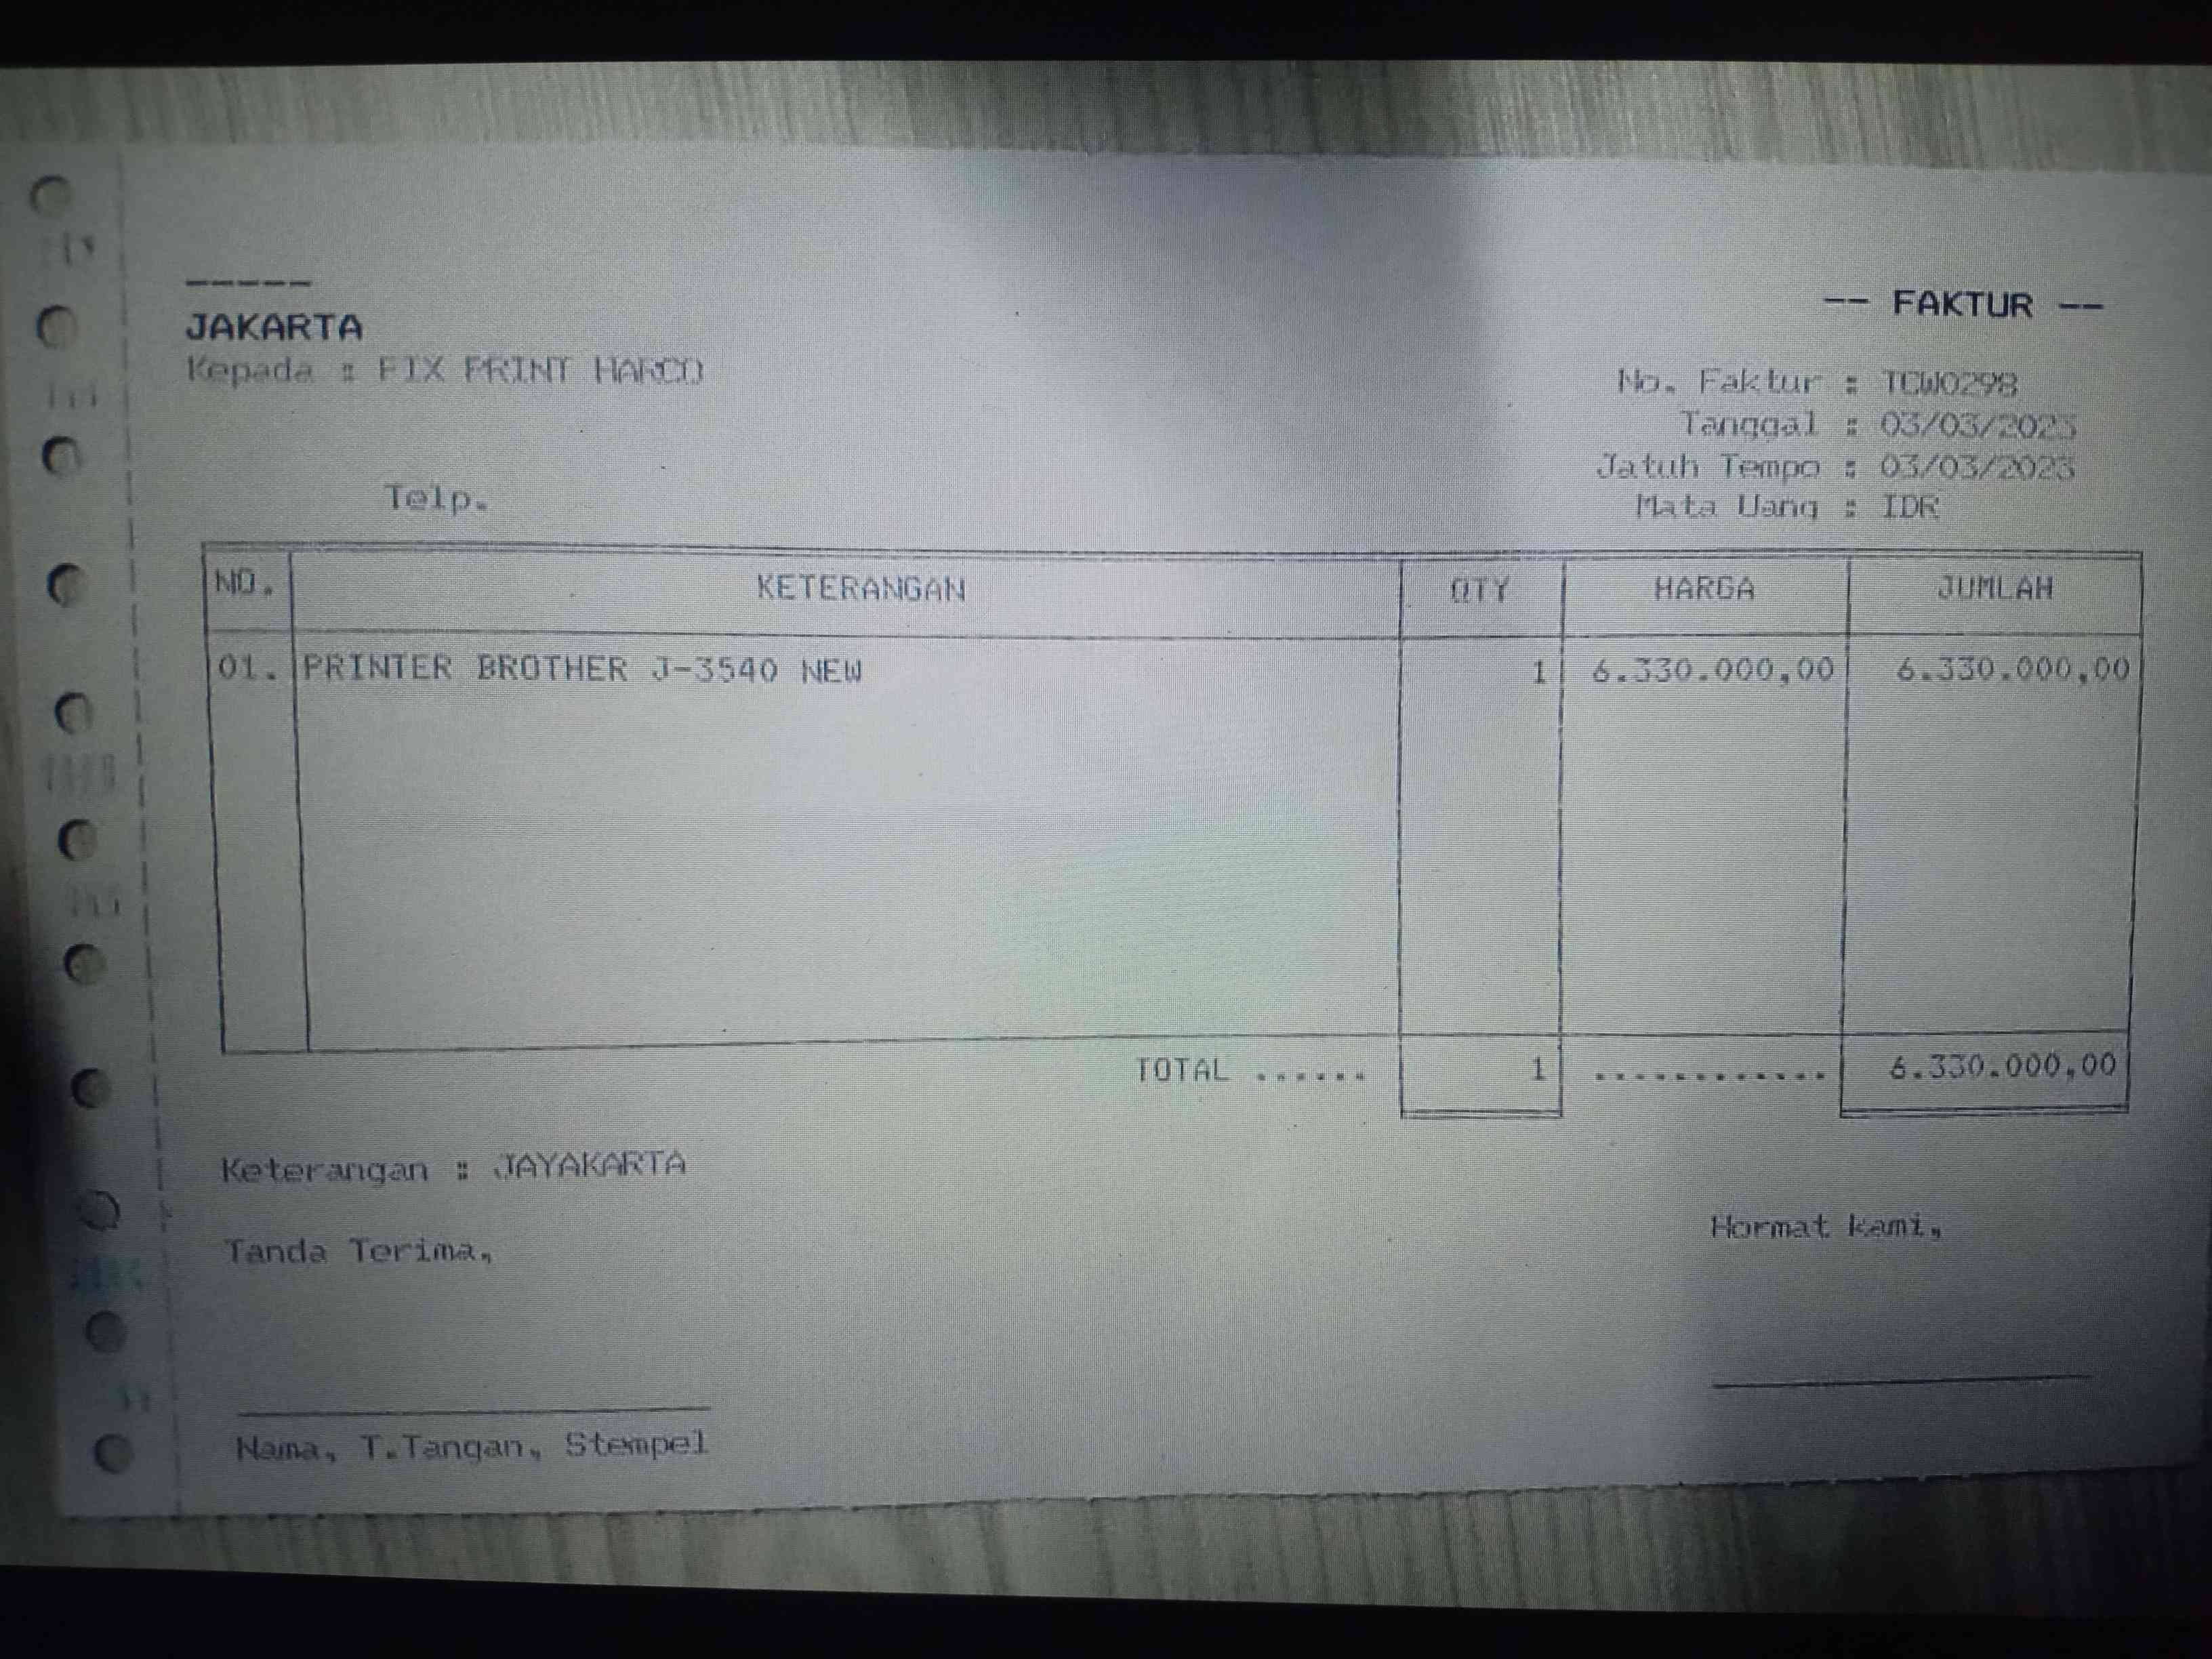 -----
JAKARTA
-- FAKTUR --
Kepada : FIX PRINT HARCO
No. Faktur : TCW0298
Tanggal : 03/03/2023
Jatuh Tempo : 03/03/2023
Mata Uang : IDR
Telp.
NO. KETERANGAN QTY HARGA JUMLAH
01. PRINTER BROTHER J-3540 NEW 1 6.330.000,00 6.330.000,00
TOTAL ...... 1 ............ 6.330.000,00
Keterangan : JAYAKARTA
Tanda Terima,
Hormat kami,
Nama, T.Tangan, Stempel